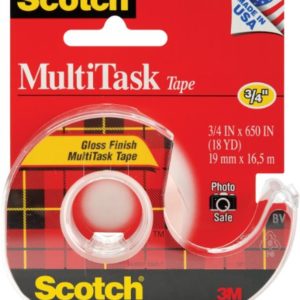 Scotch
MADE IN
USA
MultiTask Tape
3/4"
Gloss Finish
MultiTask Tape
3/4 IN x 650 IN
(18 YD)
19 mm x 16,5 m
Photo
Safe
BV
3M
Scotch